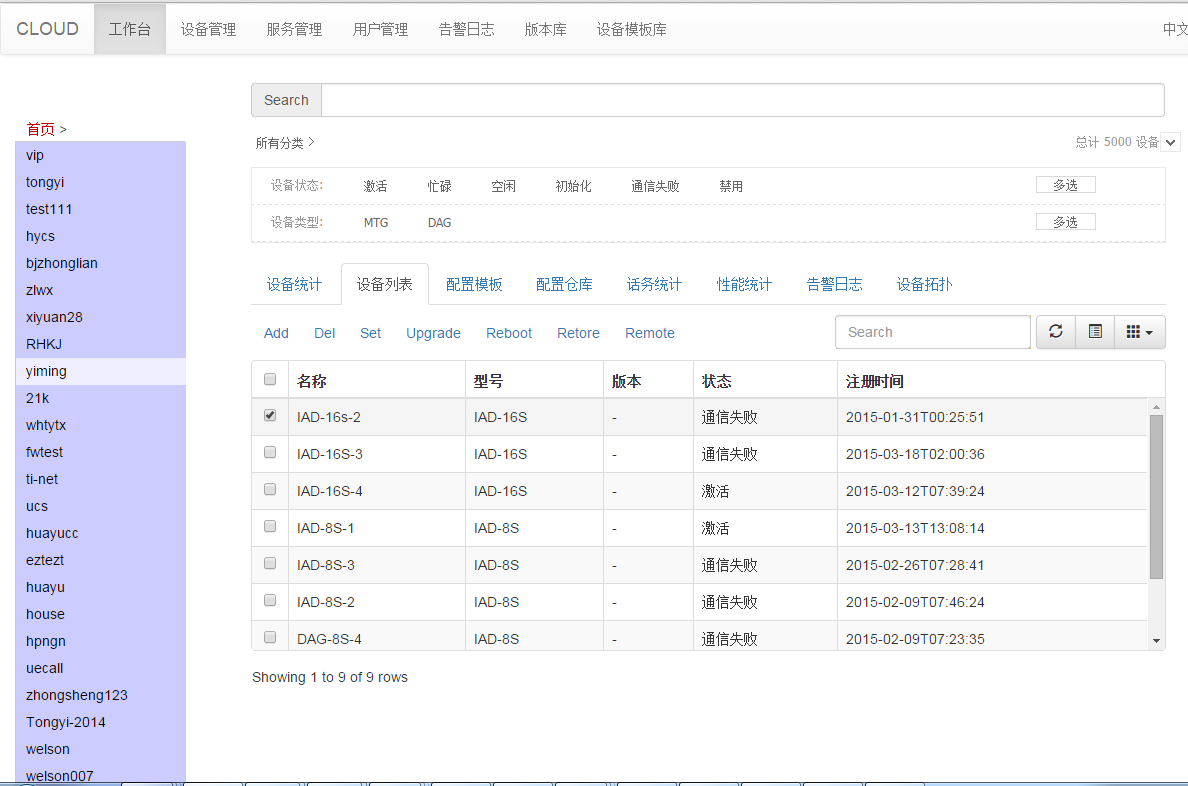 CLOUD 工作台 设备管理 服务管理 用户管理 告警日志 版本库 设备模板库 中文
Search
首页 >
所有分类 > 总计 5000 设备
vip
tongyi
test111
hycs
bjzhonglian
zlwx
xiyuan28
RHKJ
yiming
21k
whtytx
fwtest
ti-net
ucs
huayucc
eztezt
huayu
house
hpngn
uecall
zhongsheng123
Tongyi-2014
welson
welson007
设备状态: 激活 忙碌 空闲 初始化 通信失败 禁用 多选
设备类型: MTG DAG 多选
设备统计 设备列表 配置模板 配置仓库 话务统计 性能统计 告警日志 设备拓扑
Add Del Set Upgrade Reboot Retore Remote Search
名称 型号 版本 状态 注册时间
IAD-16s-2 IAD-16S - 通信失败 2015-01-31T00:25:51
IAD-16S-3 IAD-16S - 通信失败 2015-03-18T02:00:36
IAD-16S-4 IAD-16S - 激活 2015-03-12T07:39:24
IAD-8S-1 IAD-8S - 激活 2015-03-13T13:08:14
IAD-8S-3 IAD-8S - 通信失败 2015-02-26T07:28:41
IAD-8S-2 IAD-8S - 通信失败 2015-02-09T07:46:24
DAG-8S-4 IAD-8S - 通信失败 2015-02-09T07:23:35
Showing 1 to 9 of 9 rows